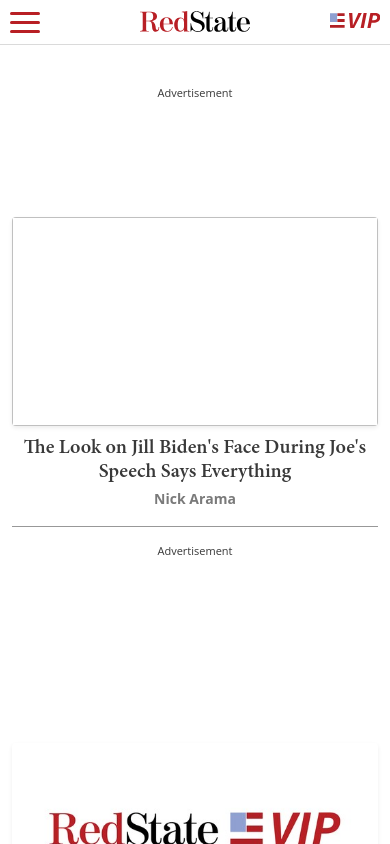 RedState
VIP
Advertisement
The Look on Jill Biden's Face During Joe's
Speech Says Everything
Nick Arama
Advertisement
RedState VIP